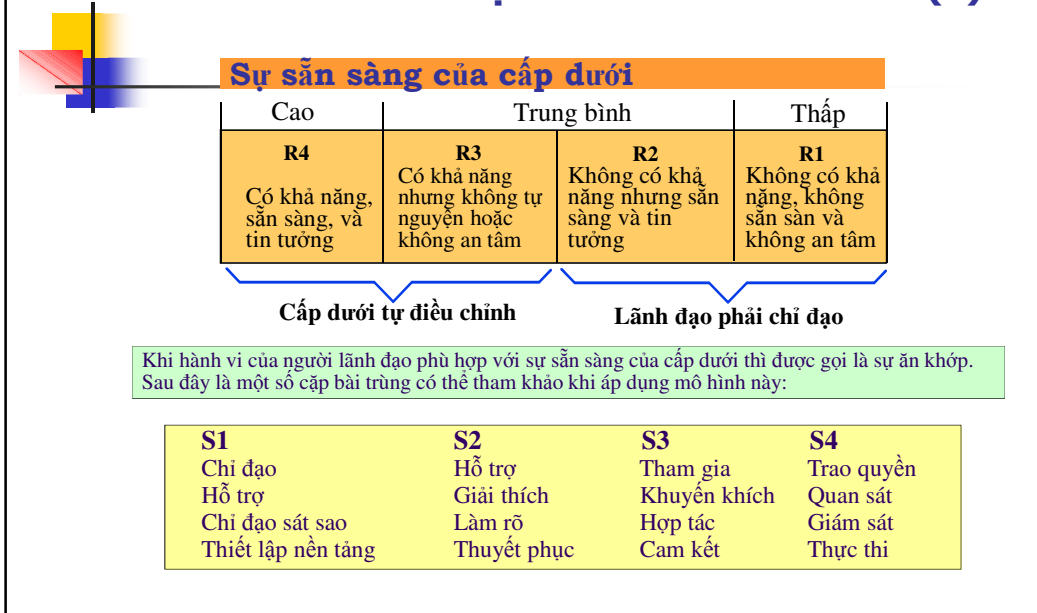 Sự sẵn sàng của cấp dưới
Cao Trung bình Thấp
R4
Có khả năng,
sẵn sàng, và
tin tưởng
R3
Có khả năng
nhưng không tự
nguyện hoặc
không an tâm
R2
Không có khả
năng nhưng sẵn
sàng và tin
tưởng
R1
Không có khả
năng, không
sẵn sàn và
không an tâm
Cấp dưới tự điều chỉnh
Lãnh đạo phải chỉ đạo
Khi hành vi của người lãnh đạo phù hợp với sự sẵn sàng của cấp dưới thì được gọi là sự ăn khớp.
Sau đây là một số cặp bài trùng có thể tham khảo khi áp dụng mô hình này:
S1
Chỉ đạo
Hỗ trợ
Chỉ đạo sát sao
Thiết lập nền tảng
S2
Hỗ trợ
Giải thích
Làm rõ
Thuyết phục
S3
Tham gia
Khuyến khích
Hợp tác
Cam kết
S4
Trao quyền
Quan sát
Giám sát
Thực thi